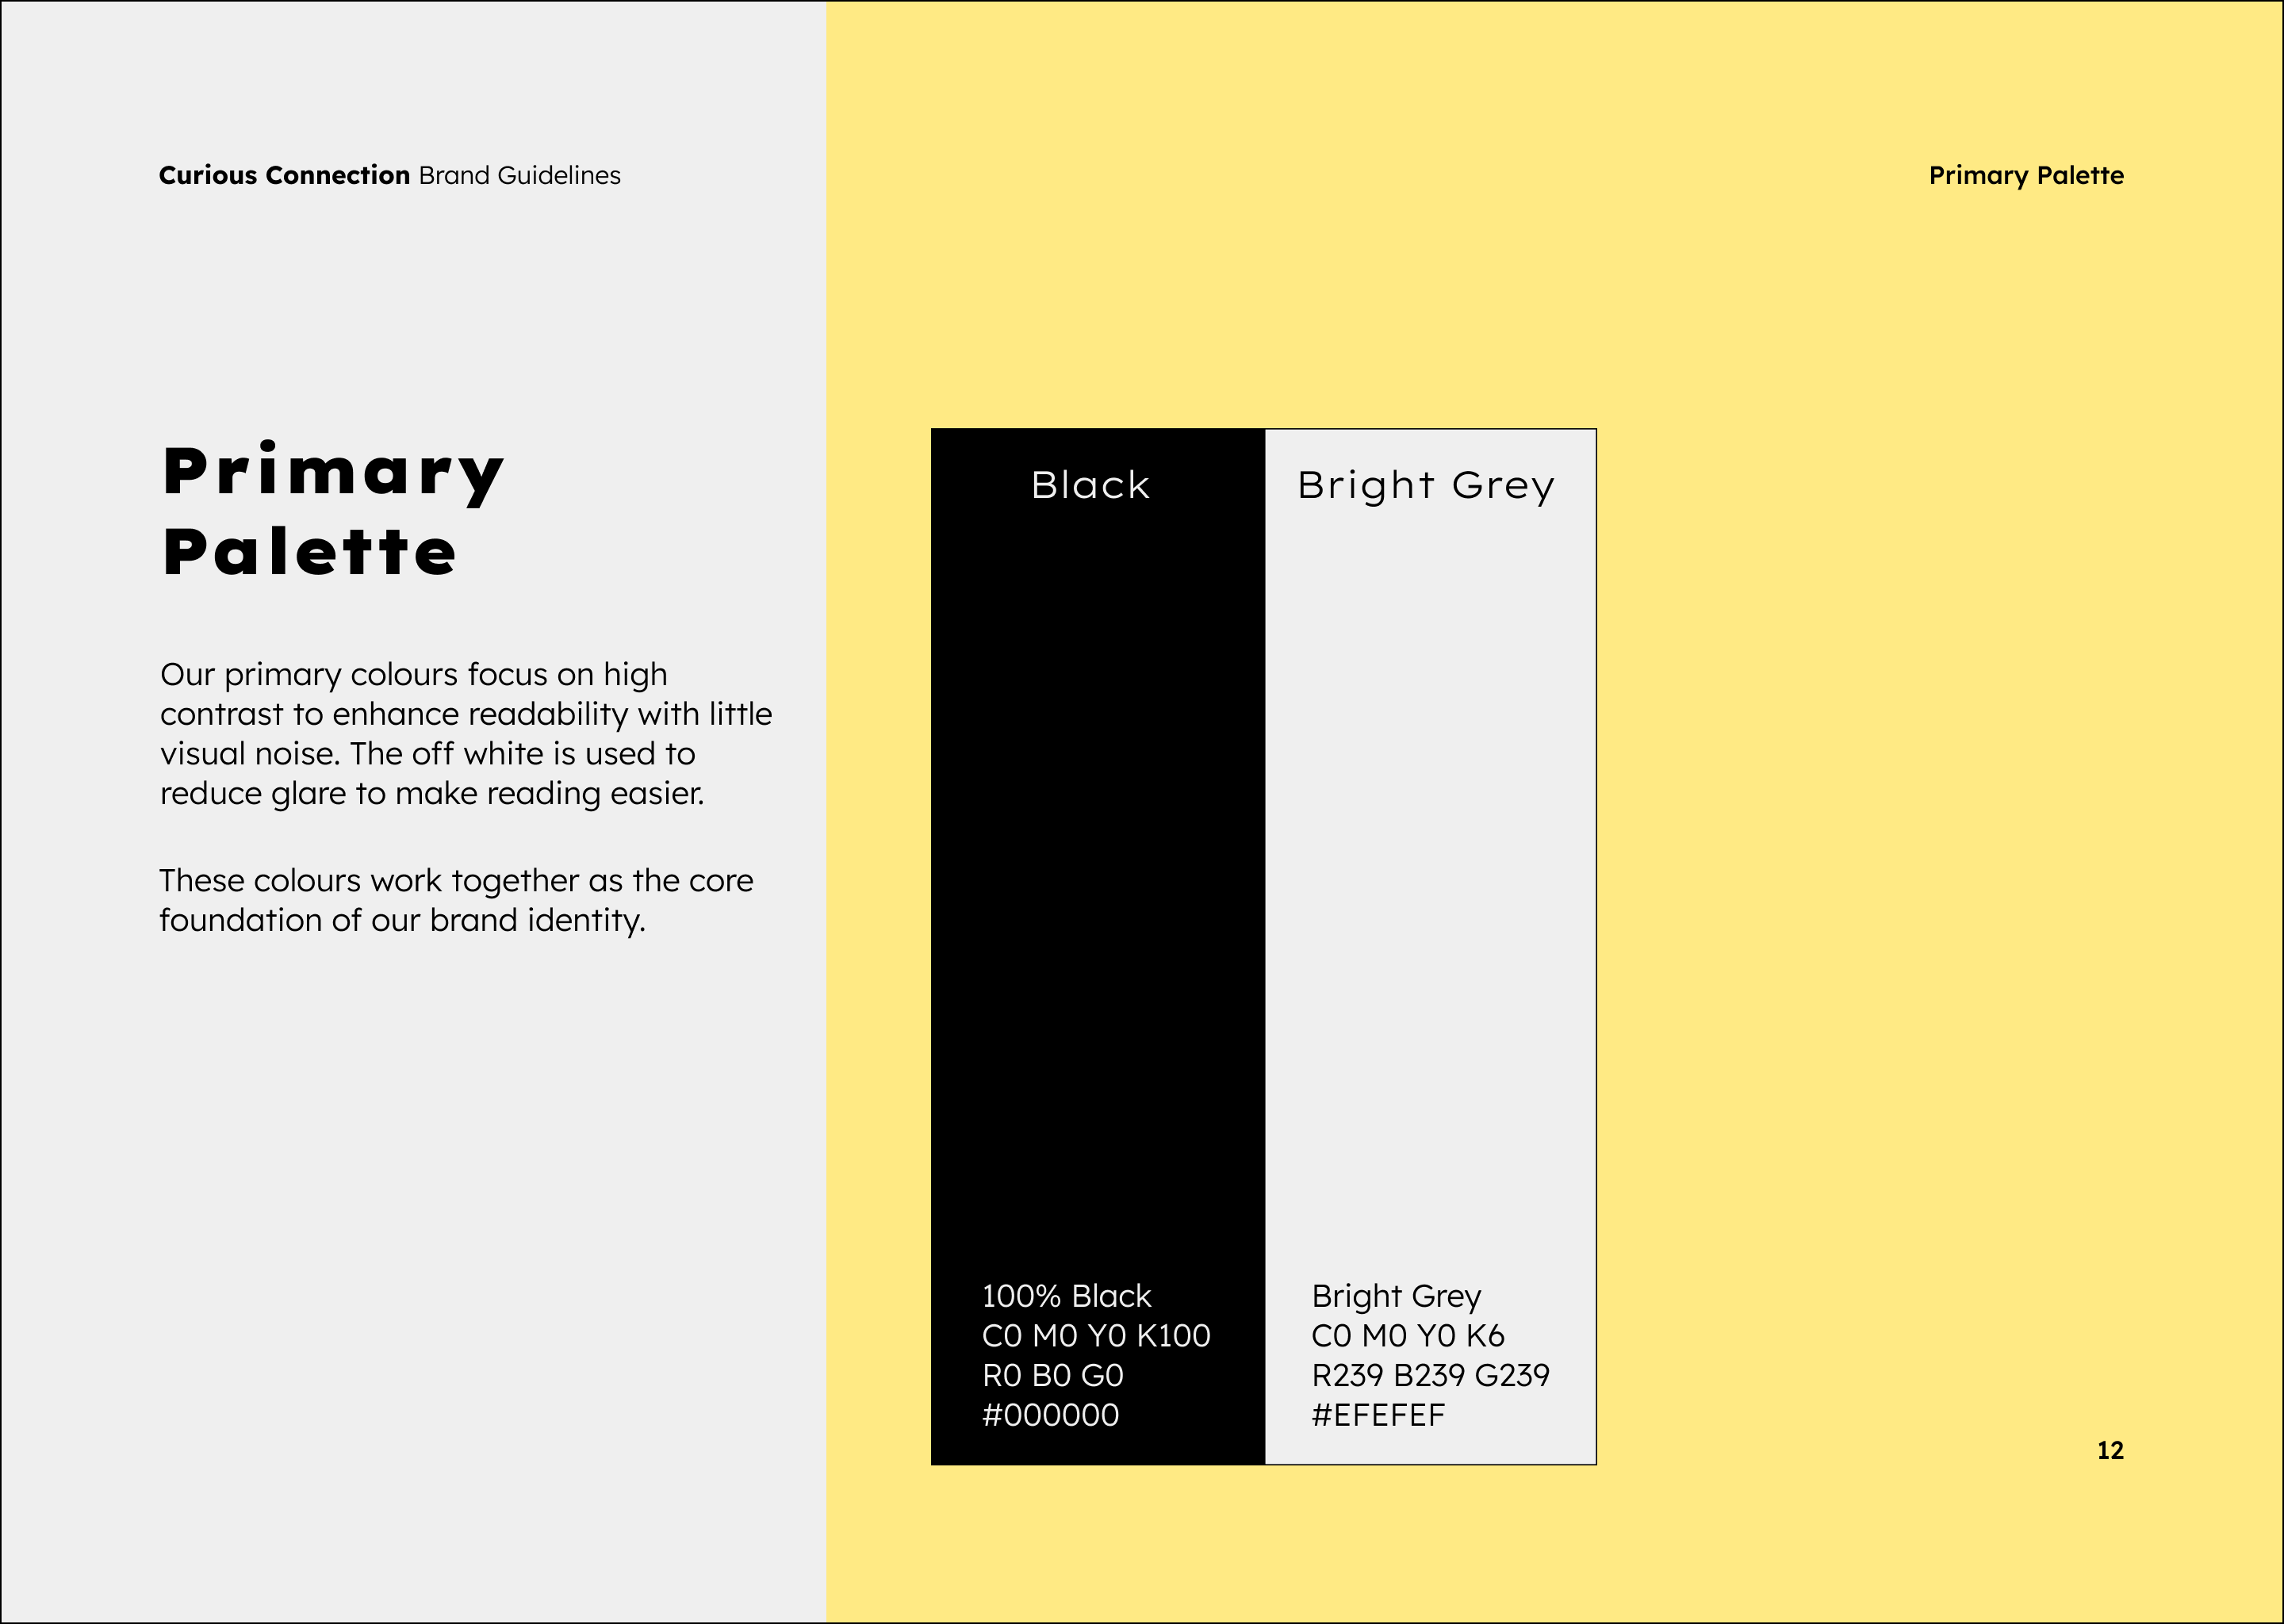 Curious Connection Brand Guidelines
Primary Palette
Primary
Palette
Our primary colours focus on high
contrast to enhance readability with little
visual noise. The off white is used to
reduce glare to make reading easier.
These colours work together as the core
foundation of our brand identity.
Black
100% Black
C0 M0 Y0 K100
R0 B0 G0
#000000
Bright Grey
Bright Grey
C0 M0 Y0 K6
R239 B239 G239
#EFEFEF
12